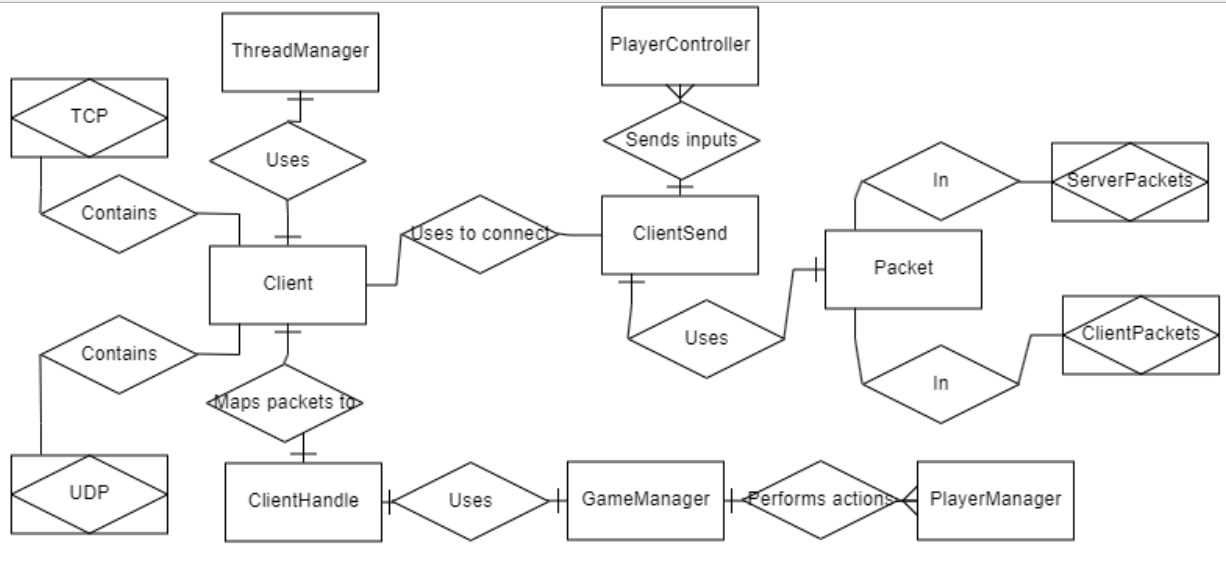 ThreadManager
PlayerController
TCP
Uses
Sends inputs
In
ServerPackets
Contains
Uses to connect
ClientSend
Packet
Client
Uses
ClientPackets
Contains
In
Maps packets to
UDP
ClientHandle
Uses
GameManager
Performs actions
PlayerManager